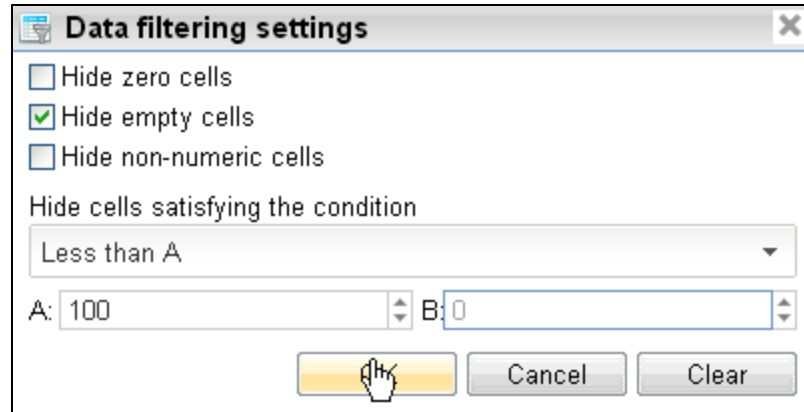 Data filtering settings
Hide zero cells
Hide empty cells
Hide non-numeric cells
Hide cells satisfying the condition
Less than A
A: 100 B: 0
Cancel Clear